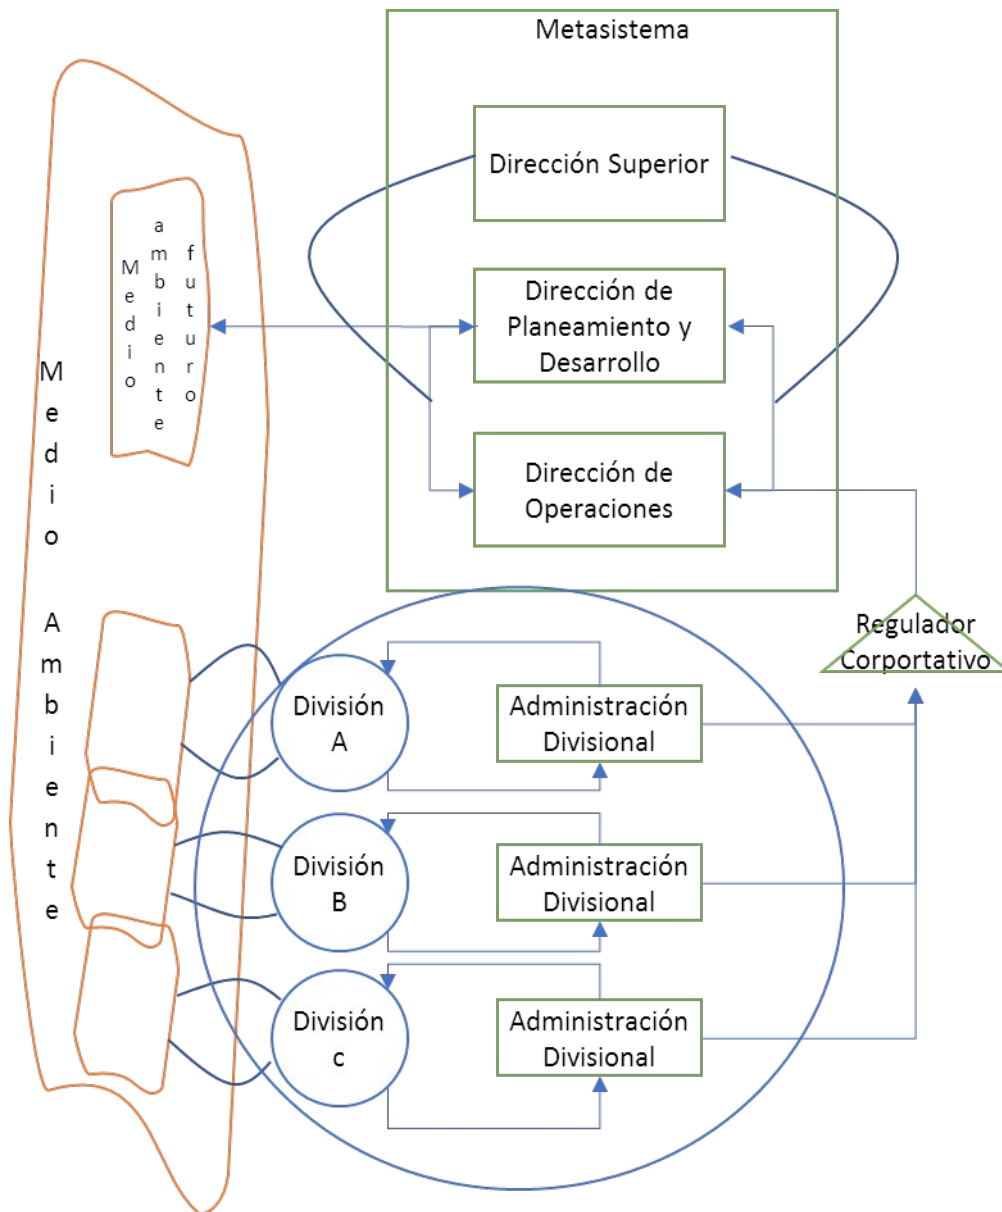 Metasistema
Dirección Superior
Medio
ambiente
futuro
Dirección de
Planeamiento y
Desarrollo
Medio Ambiente
Dirección de
Operaciones
Regulador
Corportativo
División
A
Administración
Divisional
División
B
Administración
Divisional
División
c
Administración
Divisional